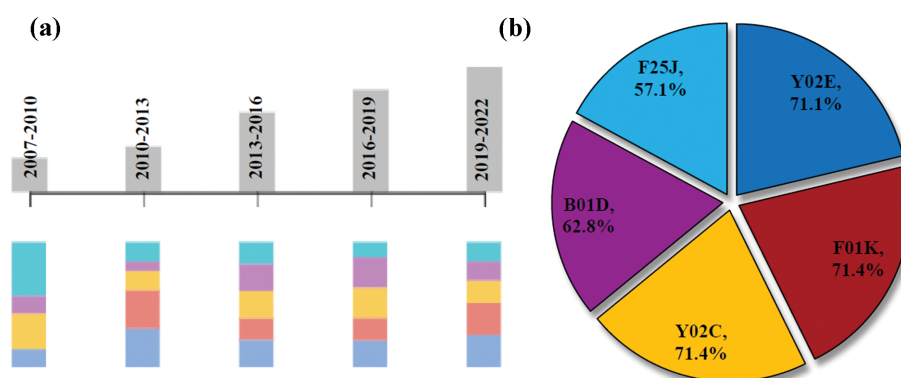 (a)
2007-2010
2010-2013
2013-2016
2016-2019
2019-2022
(b)
F25J,
57.1%
Y02E,
71.1%
B01D,
62.8%
F01K,
71.4%
Y02C,
71.4%